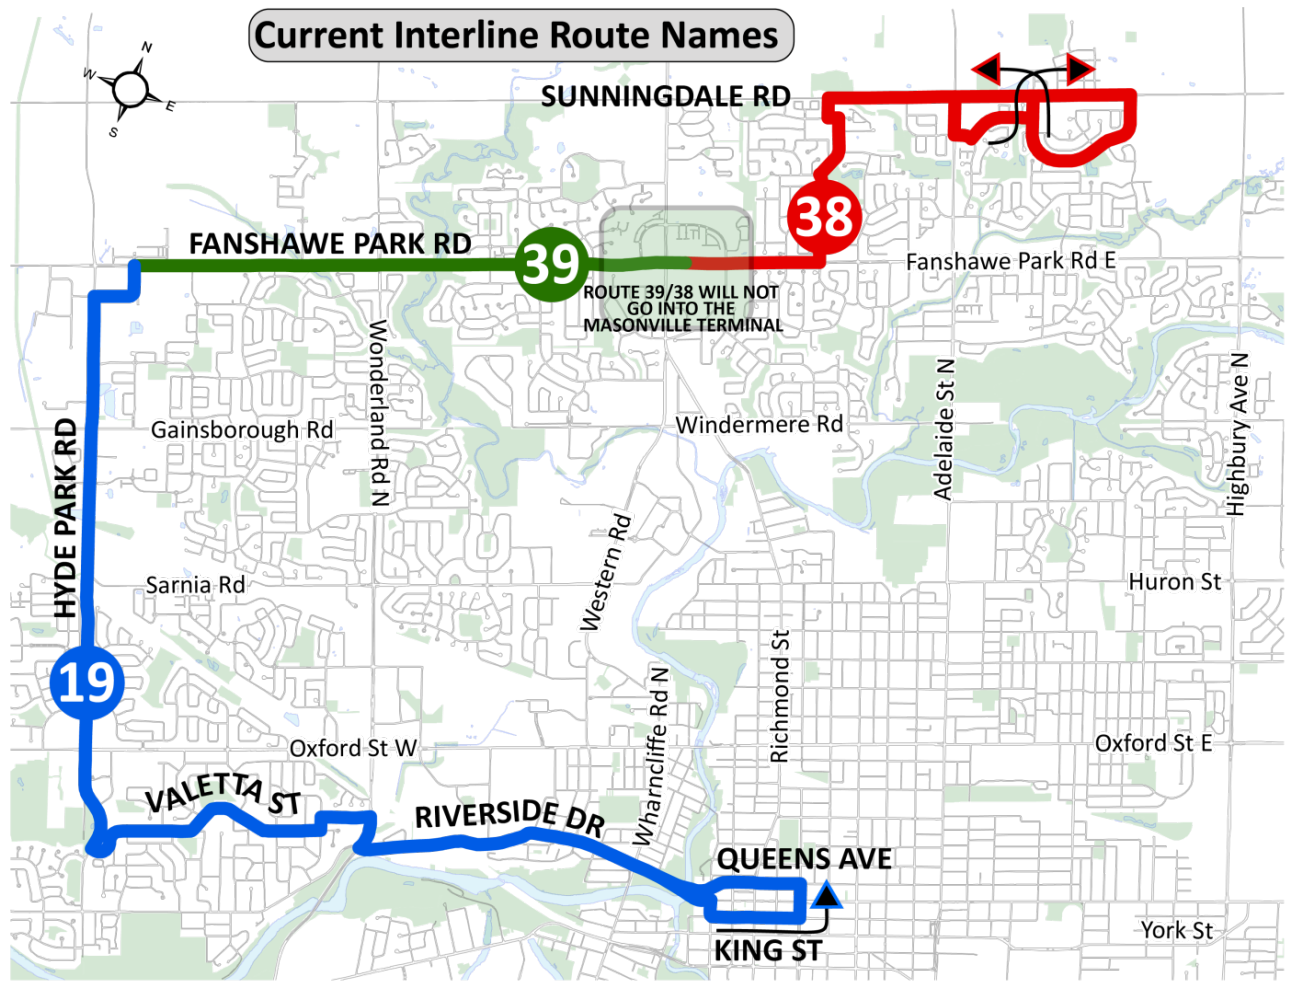 Current Interline Route Names
N
W
E
S
SUNNINGDALE RD
38
FANSHAWE PARK RD
39
Fanshawe Park Rd E
ROUTE 39/38 WILL NOT
GO INTO THE
MASONVILLE TERMINAL
Wonderland Rd N
Adelaide St N
Highbury Ave N
Gainsborough Rd
Windermere Rd
HYDE PARK RD
Western Rd
Sarnia Rd
Huron St
19
Richmond St
Wharncliffe Rd N
Oxford St W
Oxford St E
VALETTA ST
RIVERSIDE DR
QUEENS AVE
York St
KING ST